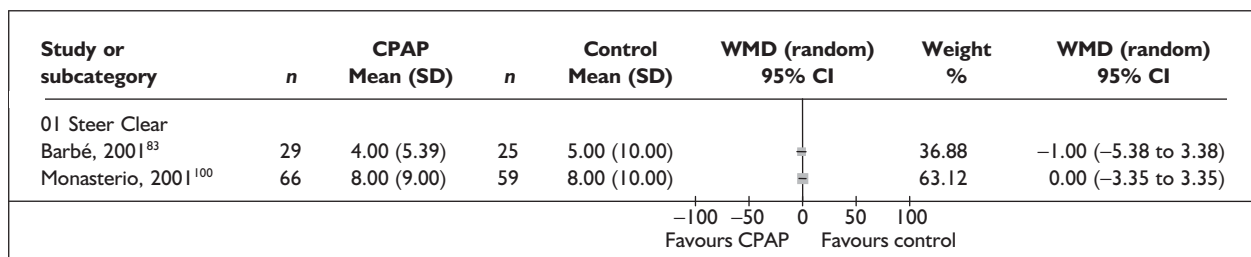 Study or CPAP Control WMD (random) Weight WMD (random)
subcategory n Mean (SD) n Mean (SD) 95% CI % 95% CI
01 Steer Clear
Barbé, 2001⁸³ 29 4.00 (5.39) 25 5.00 (10.00) 36.88 –1.00 (–5.38 to 3.38)
Monasterio, 2001¹⁰⁰ 66 8.00 (9.00) 59 8.00 (10.00) 63.12 0.00 (–3.35 to 3.35)
–100 –50 0 50 100
Favours CPAP Favours control